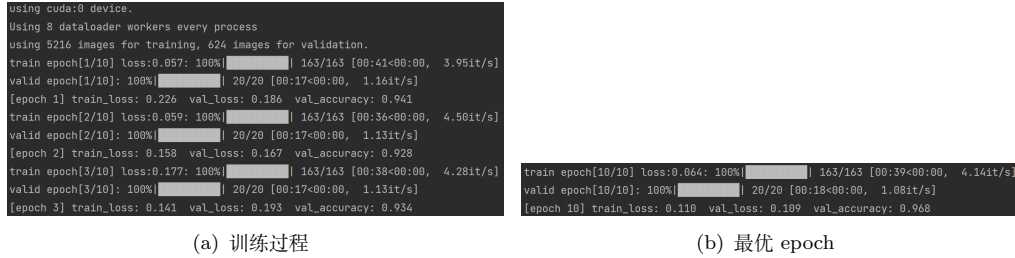 using cuda:0 device.
Using 8 dataloader workers every process
using 5216 images for training, 624 images for validation.
train epoch[1/10] loss:0.057: 100%|██████████| 163/163 [00:41<00:00,  3.95it/s]
valid epoch[1/10]: 100%|██████████| 20/20 [00:17<00:00,  1.16it/s]
[epoch 1] train_loss: 0.226  val_loss: 0.186  val_accuracy: 0.941
train epoch[2/10] loss:0.059: 100%|██████████| 163/163 [00:36<00:00,  4.50it/s]
valid epoch[2/10]: 100%|██████████| 20/20 [00:17<00:00,  1.13it/s]
[epoch 2] train_loss: 0.158  val_loss: 0.167  val_accuracy: 0.928
train epoch[3/10] loss:0.177: 100%|██████████| 163/163 [00:38<00:00,  4.28it/s]
valid epoch[3/10]: 100%|██████████| 20/20 [00:17<00:00,  1.13it/s]
[epoch 3] train_loss: 0.141  val_loss: 0.193  val_accuracy: 0.934
(a) 训练过程
train epoch[10/10] loss:0.064: 100%|██████████| 163/163 [00:39<00:00,  4.14it/s]
valid epoch[10/10]: 100%|██████████| 20/20 [00:18<00:00,  1.08it/s]
[epoch 10] train_loss: 0.110  val_loss: 0.109  val_accuracy: 0.968
(b) 最优 epoch